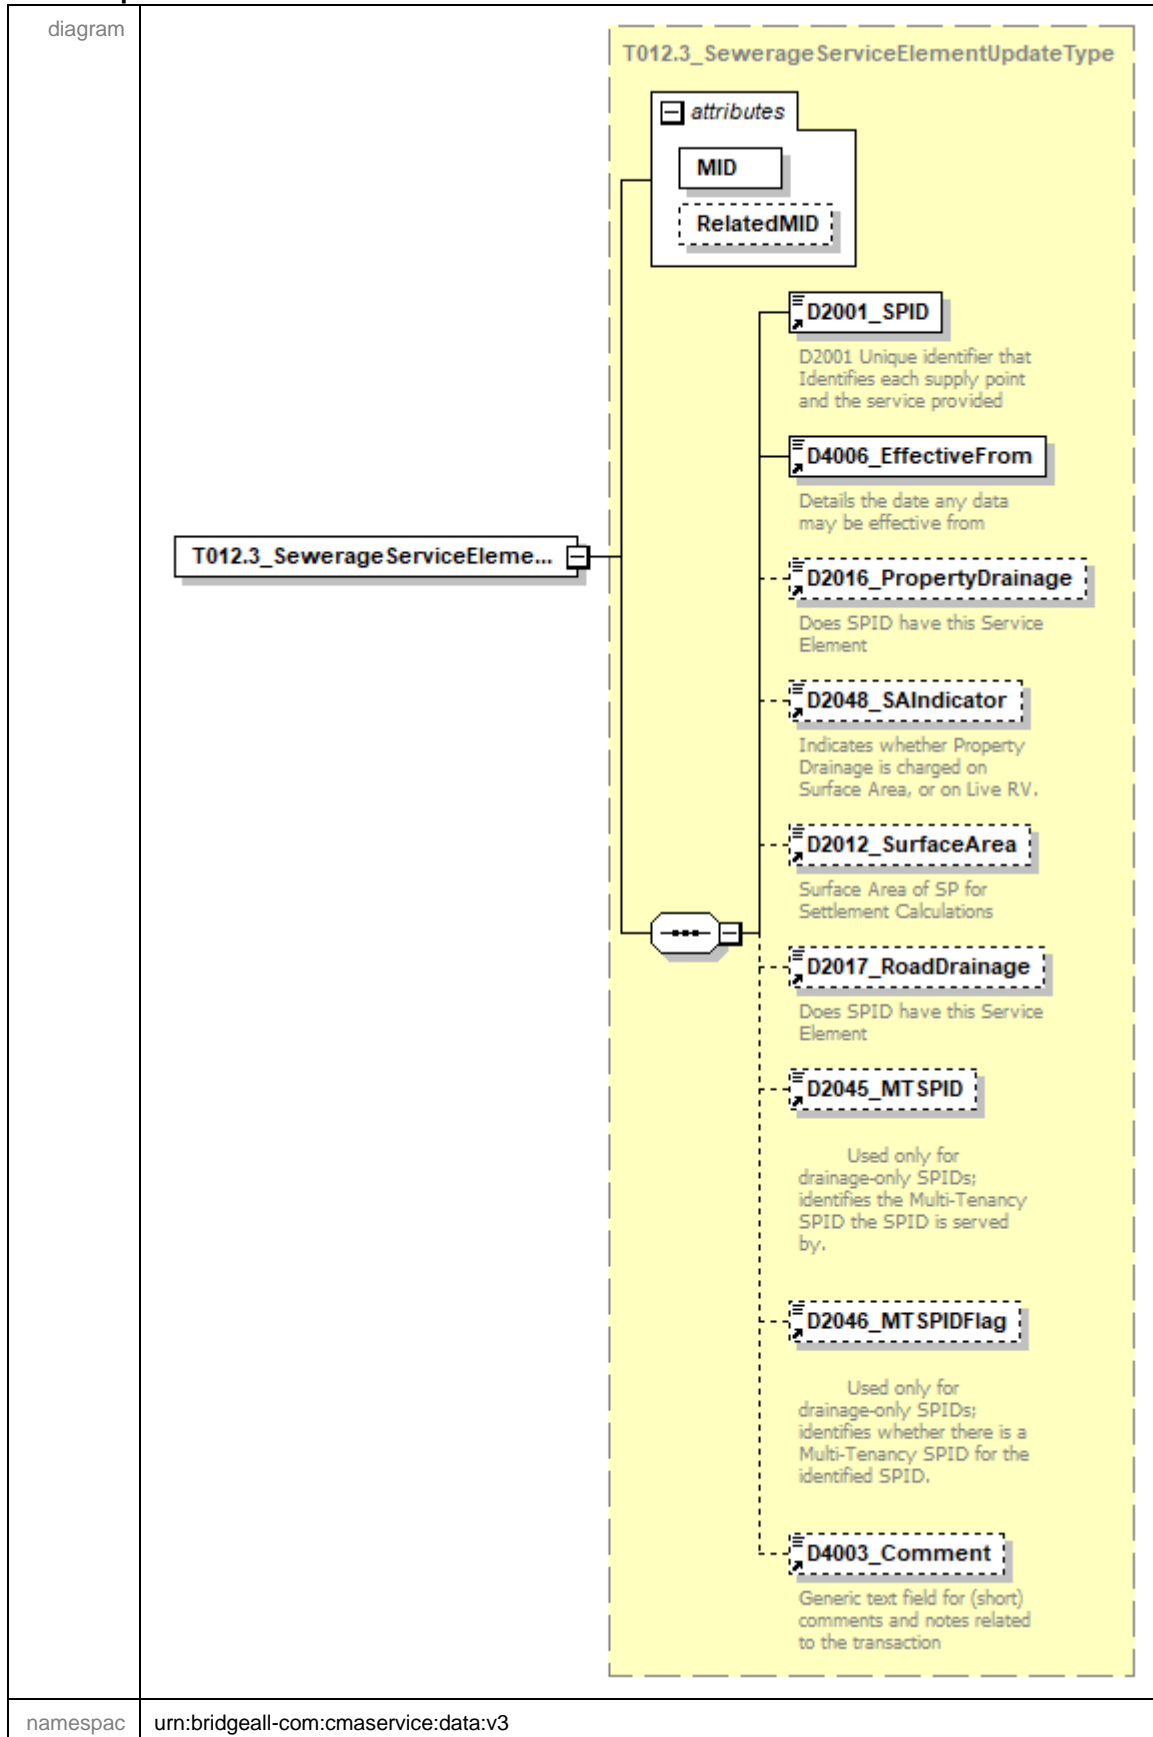 diagram
T012.3_SewerageServiceElementUpdateType
attributes
MID
RelatedMID
D2001_SPID
D2001 Unique identifier that
Identifies each supply point
and the service provided
D4006_EffectiveFrom
Details the date any data
may be effective from
T012.3_SewerageServiceEleme...
D2016_PropertyDrainage
Does SPID have this Service
Element
D2048_SAIndicator
Indicates whether Property
Drainage is charged on
Surface Area, or on Live RV.
D2012_SurfaceArea
Surface Area of SP for
Settlement Calculations
D2017_RoadDrainage
Does SPID have this Service
Element
D2045_MTSPID
Used only for
drainage-only SPIDs;
identifies the Multi-Tenancy
SPID the SPID is served
by.
D2046_MTSPIDFlag
Used only for
drainage-only SPIDs;
identifies whether there is a
Multi-Tenancy SPID for the
identified SPID.
D4003_Comment
Generic text field for (short)
comments and notes related
to the transaction
namespac
urn:bridgeall-com:cmaservice:data:v3